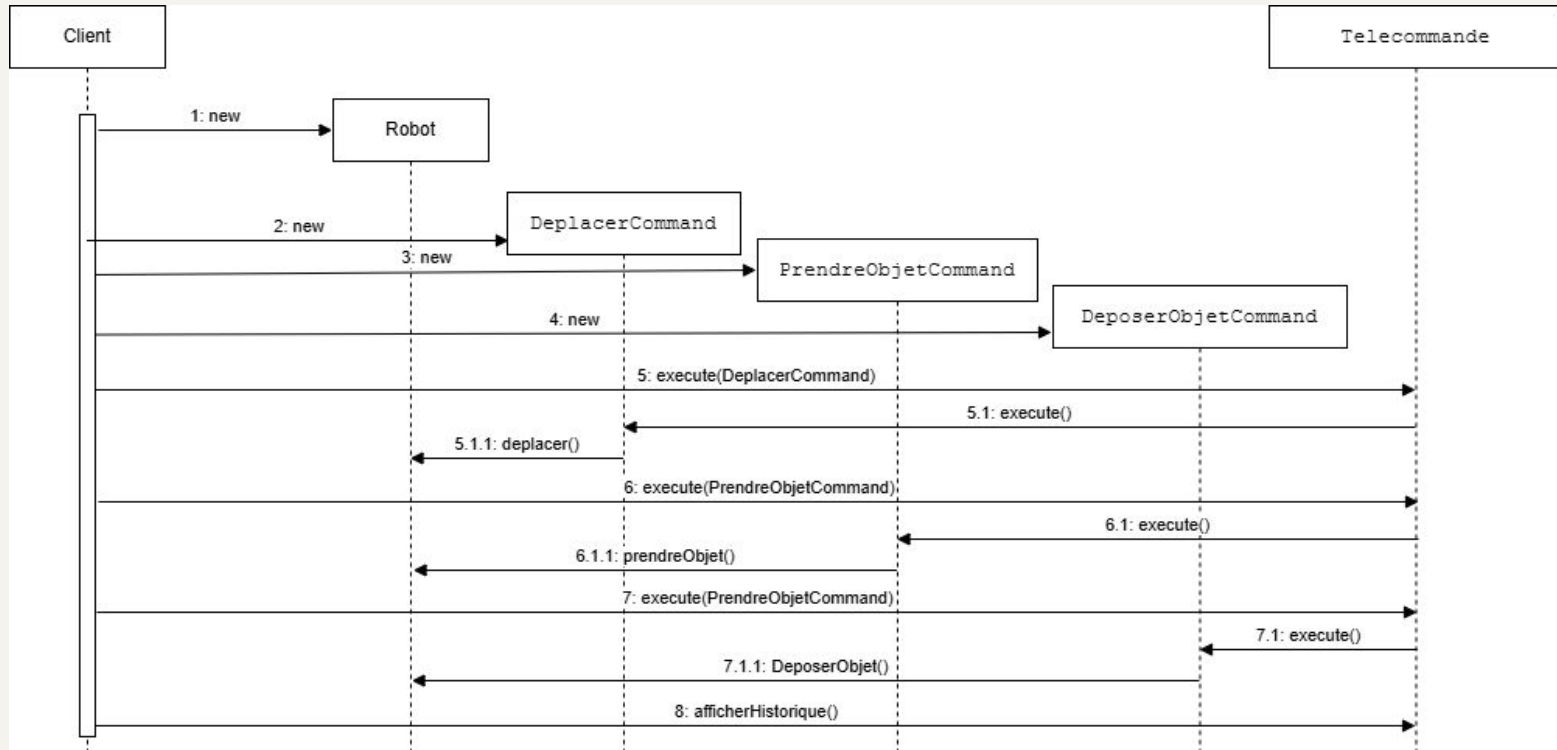 Client
Telecommande
1: new
Robot
DeplacerCommand
2: new
3: new
PrendreObjetCommand
4: new
DeposerObjetCommand
5: execute(DeplacerCommand)
5.1: execute()
5.1.1: deplacer()
6: execute(PrendreObjetCommand)
6.1: execute()
6.1.1: prendreObjet()
7: execute(PrendreObjetCommand)
7.1: execute()
7.1.1: DeposerObjet()
8: afficherHistorique()